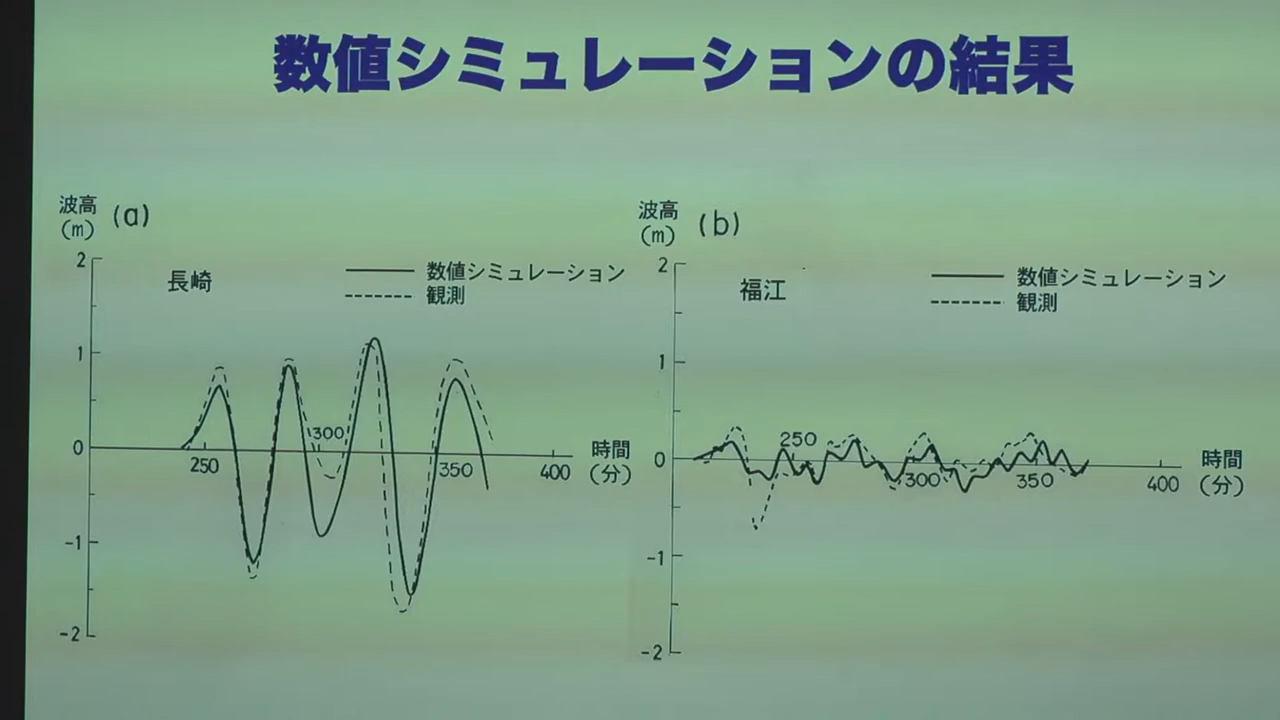 数値シミュレーションの結果
波高
(m)
(a)
長崎
数値シミュレーション
観測
2
1
0
-1
-2
250
300
350
400
時間
(分)
波高
(m)
(b)
福江
数値シミュレーション
観測
2
1
0
-1
-2
250
300
350
400
時間
(分)